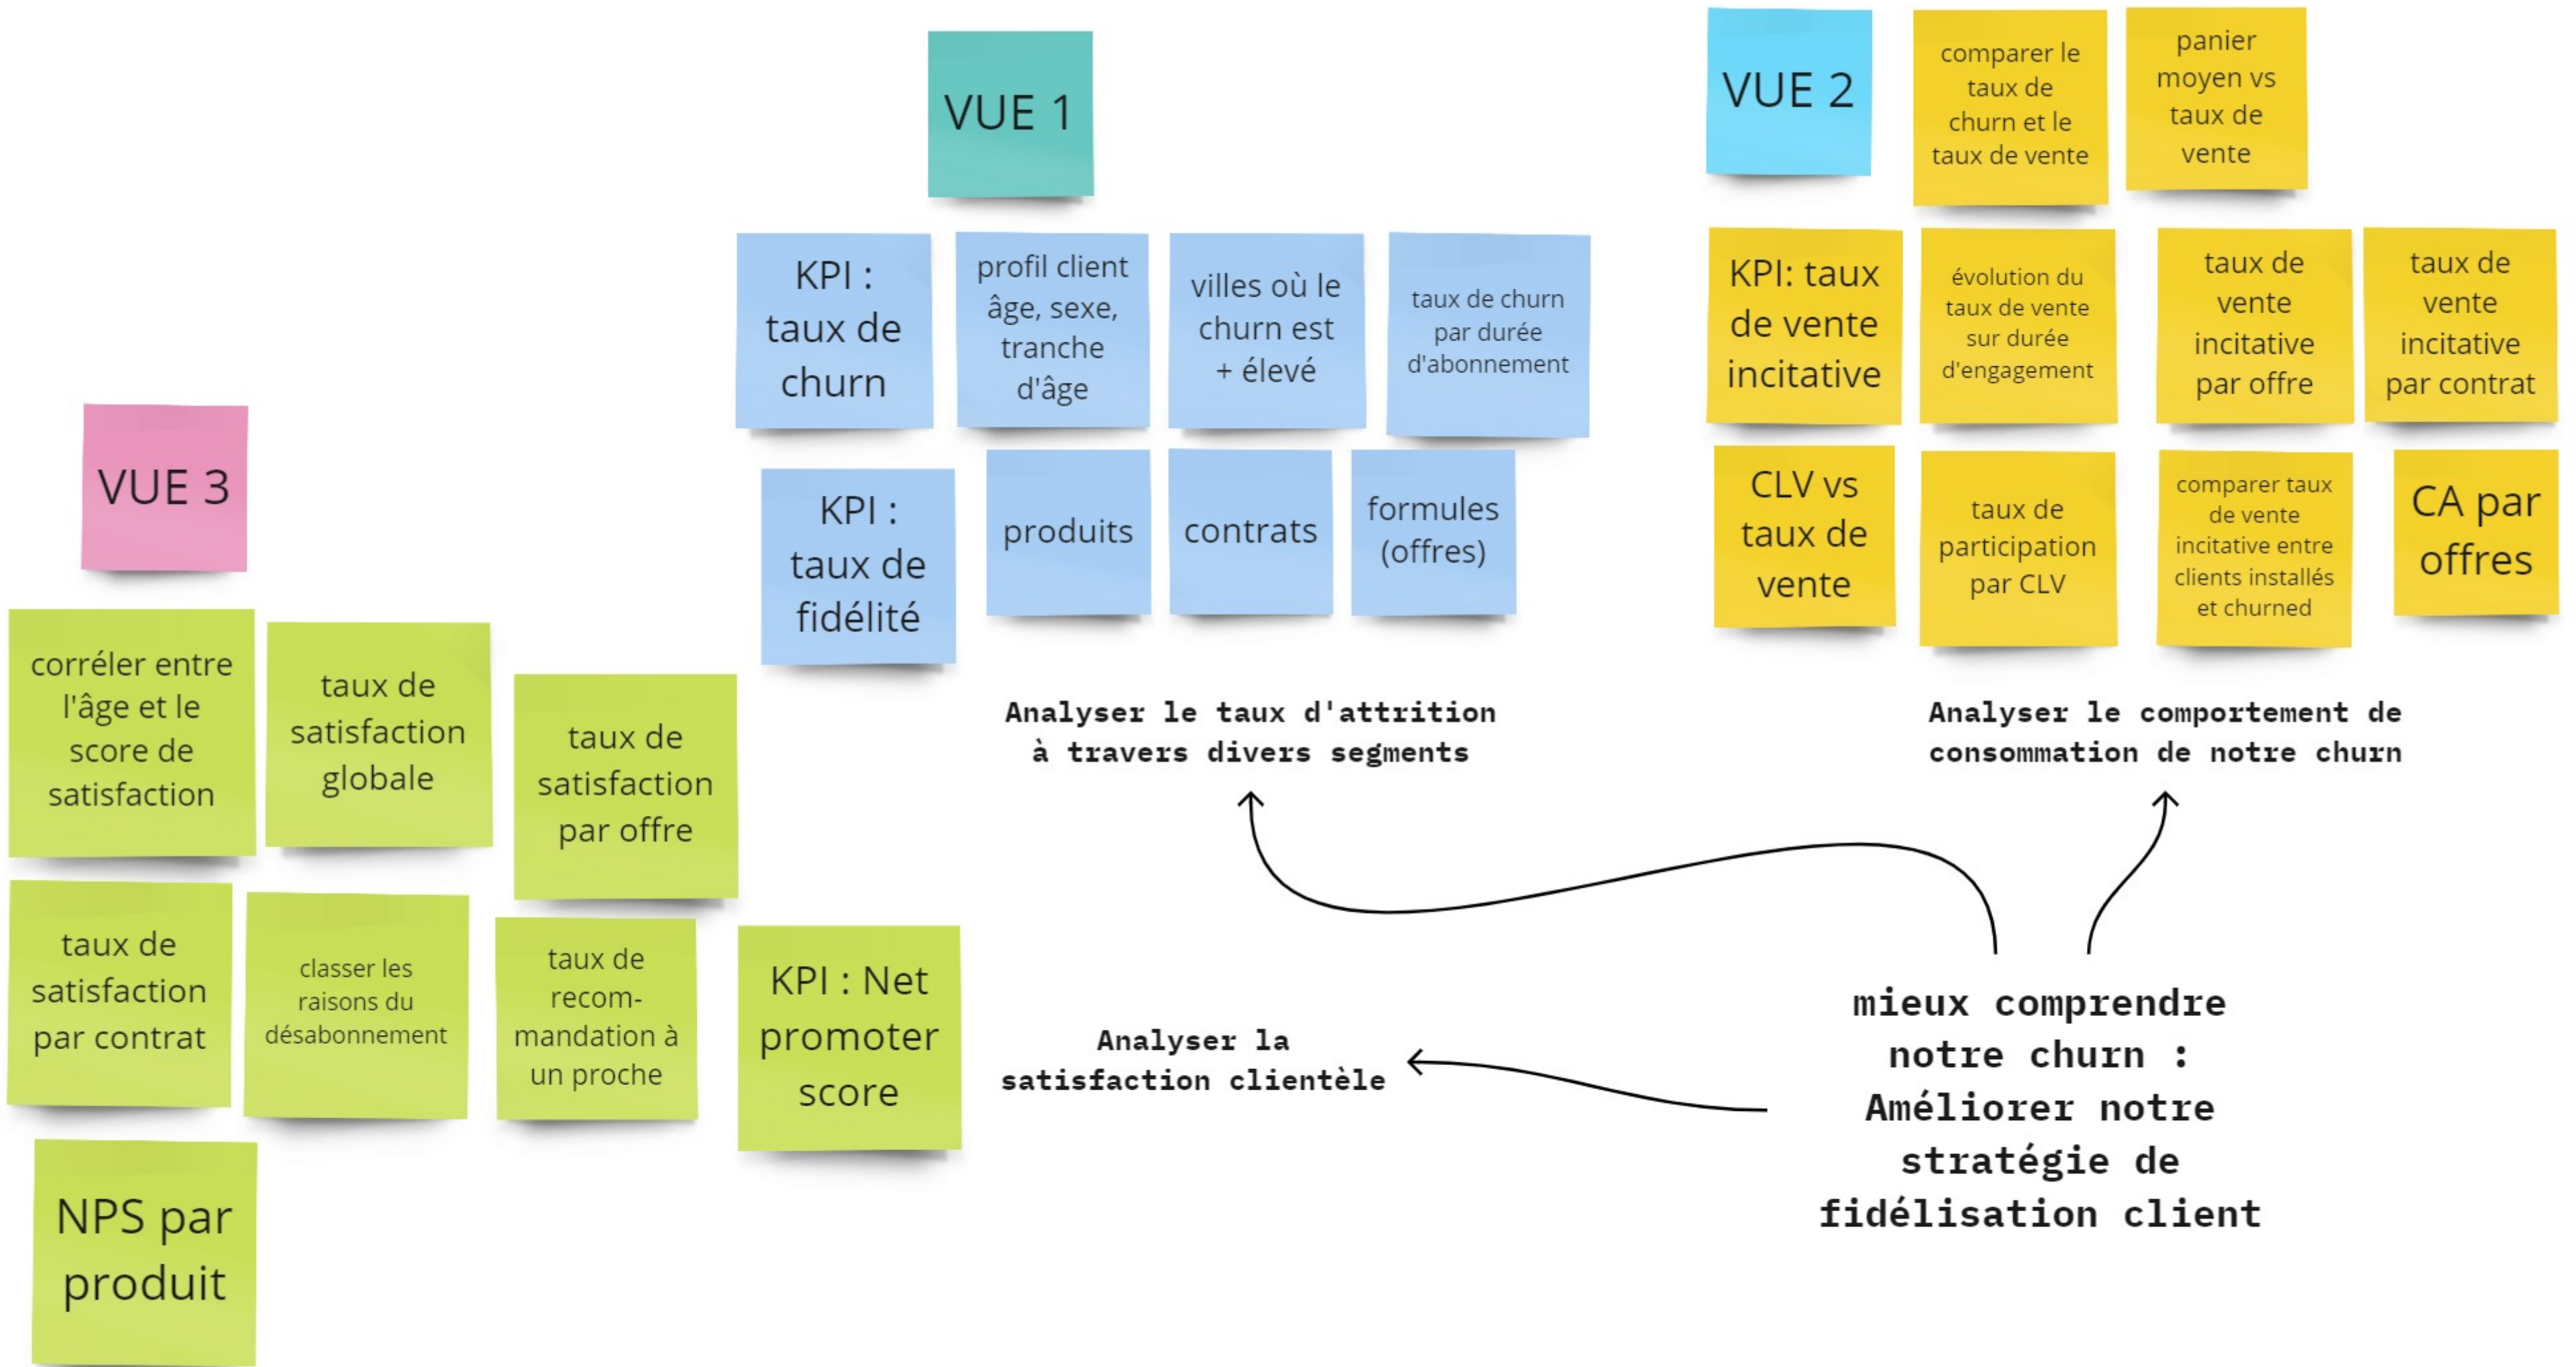 VUE 1
KPI :
taux de
churn
profil client
âge, sexe,
tranche
d'âge
villes où le
churn est
+ élevé
taux de churn
par durée
d'abonnement
KPI :
taux de
fidélité
produits
contrats
formules
(offres)
Analyser le taux d'attrition
à travers divers segments
VUE 2
comparer le
taux de
churn et le
taux de vente
panier
moyen vs
taux de
vente
KPI: taux
de vente
incitative
évolution du
taux de vente
sur durée
d'engagement
taux de
vente
incitative
par offre
taux de
vente
incitative
par contrat
CLV vs
taux de
vente
taux de
participation
par CLV
comparer taux
de vente
incitative entre
clients installés
et churned
CA par
offres
Analyser le comportement de
consommation de notre churn
VUE 3
corréler entre
l'âge et le
score de
satisfaction
taux de
satisfaction
globale
taux de
satisfaction
par offre
taux de
satisfaction
par contrat
classer les
raisons du
désabonnement
taux de
recom-
mandation à
un proche
KPI : Net
promoter
score
NPS par
produit
Analyser la
satisfaction clientèle
mieux comprendre
notre churn :
Améliorer notre
stratégie de
fidélisation client